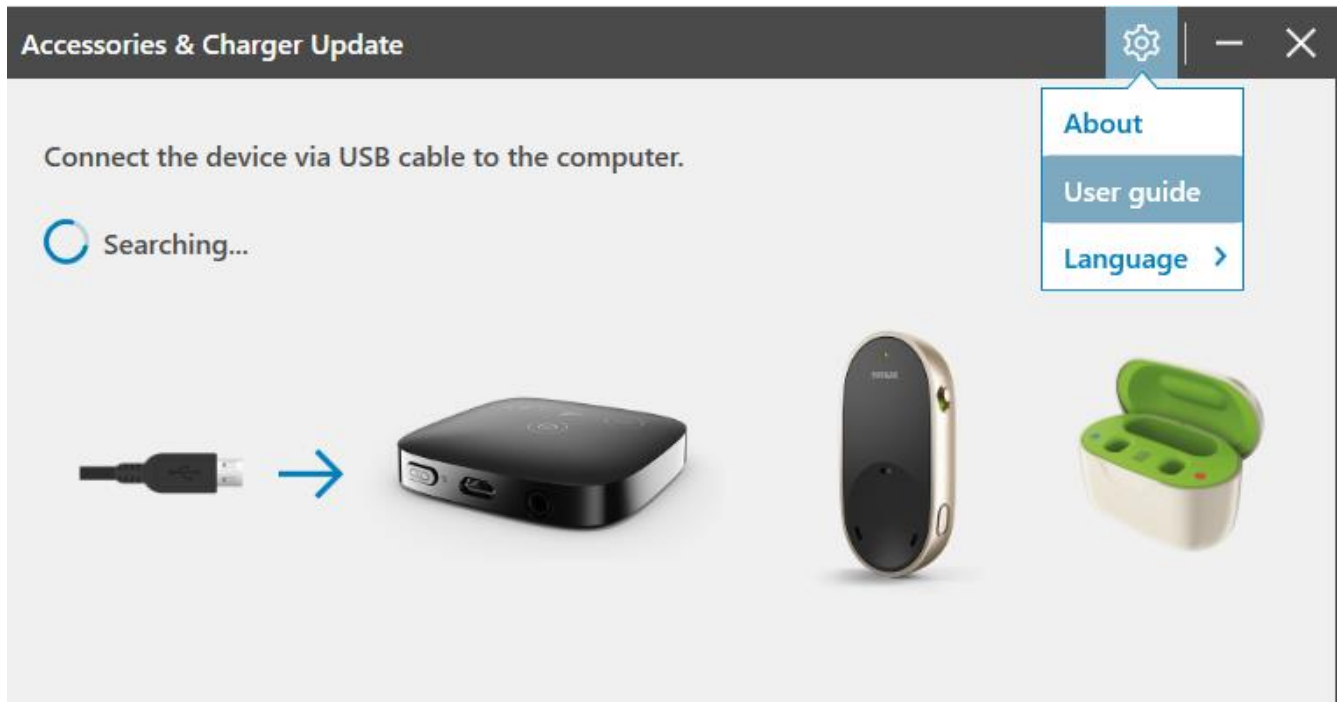 Accessories & Charger Update
About
User guide
Language
Connect the device via USB cable to the computer.
Searching...